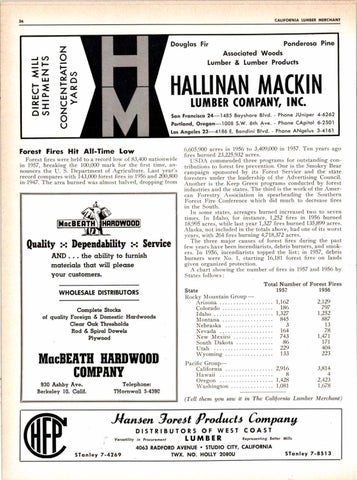 36
CALIFORNIA LUMBER MERCHANT
DIRECT MILL
SHIPMENTS
CONCENTRATION
YARDS
HM
Douglas Fir
Ponderosa Pine
Associated Woods
Lumber & Lumber Products
HALLINAN MACKIN
LUMBER COMPANY, INC.
San Francisco 24—1485 Bayshore Blvd. - Phone JUniper 4-6262
Portland, Oregon—1008 S.W. 6th Ave. - Phone CApitol 6-2501
Los Angeles 23—4186 E. Bandini Blvd. - Phone ANgelus 3-4161
Forest Fires Hit All-Time Low
Forest fires were held to a record low of 83,400 nationwide
in 1957, breaking the 100,000 mark for the first time, an-
nounces the U. S. Department of Agriculture. Last year's
record compares with 143,000 forest fires in 1956 and 200,800
in 1947. The area burned was almost halved, dropping from
MacBEATH HARDWOOD
Quality :: Dependability :: Service
AND . . . the ability to furnish
materials that will please
your customers.
WHOLESALE DISTRIBUTORS
Complete Stocks
of quality Foreign & Domestic Hardwoods
Clear Oak Thresholds
Rod & Spiral Dowels
Plywood
MacBEATH HARDWOOD
COMPANY
930 Ashby Ave.
Berkeley 10, Calif.
Telephone:
THornwall 3-4390
6,605,900 acres in 1956 to 3,409,000 in 1957. Ten years ago
fires burned 23,225,932 acres.
USDA commended three programs for outstanding con-
tributions to forest fire prevention. One is the Smokey Bear
campaign sponsored by its Forest Service and the state
foresters under the leadership of the Advertising Council.
Another is the Keep Green programs conducted by forest
industries and the states. The third is the work of the Amer-
ican Forestry Association in spearheading the Southern
Forest Fire Conference which did much to decrease fires
in the South.
In some states, acreages burned increased two to seven
times. In Idaho, for instance, 1,252 fires in 1956 burned
18,995 acres, while last year 1,327 fires burned 133,899 acres.
Alaska, not included in the totals above, had one of its worst
years, with 264 fires burning 4,718,372 acres.
The three major causes of forest fires during the past
few years have been incendiarists, debris burners, and smok-
ers. In 1956, incendiarists topped the list; in 1957, debris
burners were No. 1, starting 16,181 forest fires on lands
given organized protection.
A chart showing the number of fires in 1957 and 1956 by
States follows:
Total Number of Forest Fires
State 1957 1956
Rocky Mountain Group—
Arizona 1,162 2,129
Colorado 186 797
Idaho 1,327 1,252
Montana 845 887
Nebraska 3 13
Nevada 164 78
New Mexico 743 1,471
South Dakota 86 171
Utah 229 404
Wyoming 133 223
Pacific Group—
California 2,916 3,814
Hawaii 8 4
Oregon 1,428 2,423
Washington 1,081 1,678
(Tell them you saw it in The California Lumber Merchant)
HFPC
Hansen Forest Products Company
DISTRIBUTORS OF WEST COAST
Versatility in Procurement
LUMBER
Representing Better Mills
4063 RADFORD AVENUE • STUDIO CITY, CALIFORNIA
STanley 7-4269
TWX. NO. HOLLY 2080U
STanley 7-8313